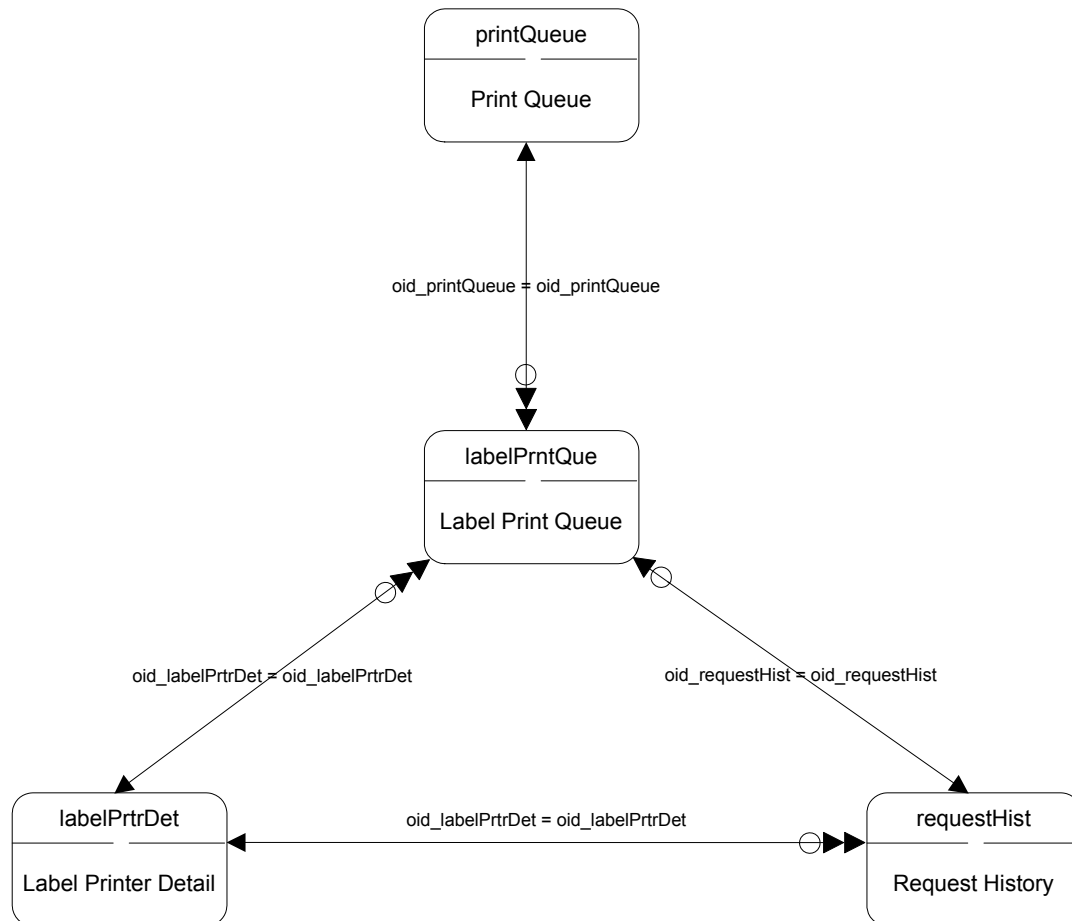 printQueue
Print Queue
oid_printQueue = oid_printQueue
labelPrntQue
Label Print Queue
oid_labelPrtrDet = oid_labelPrtrDet
oid_requestHist = oid_requestHist
labelPrtrDet
Label Printer Detail
oid_labelPrtrDet = oid_labelPrtrDet
requestHist
Request History